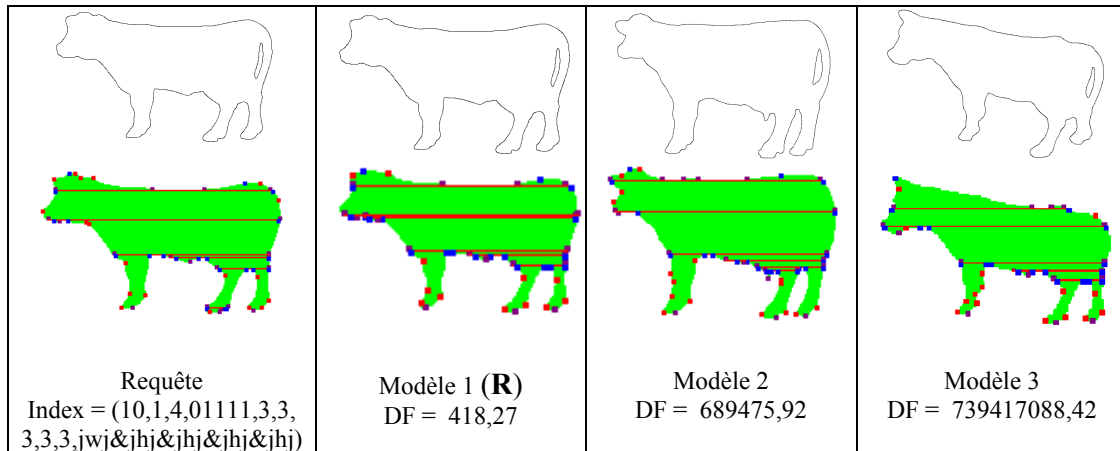 Requête
Index = (10,1,4,01111,3,3,
3,3,3,jwj&jhj&jhj&jhj&jhj)
Modèle 1 (R)
DF = 418,27
Modèle 2
DF = 689475,92
Modèle 3
DF = 739417088,42